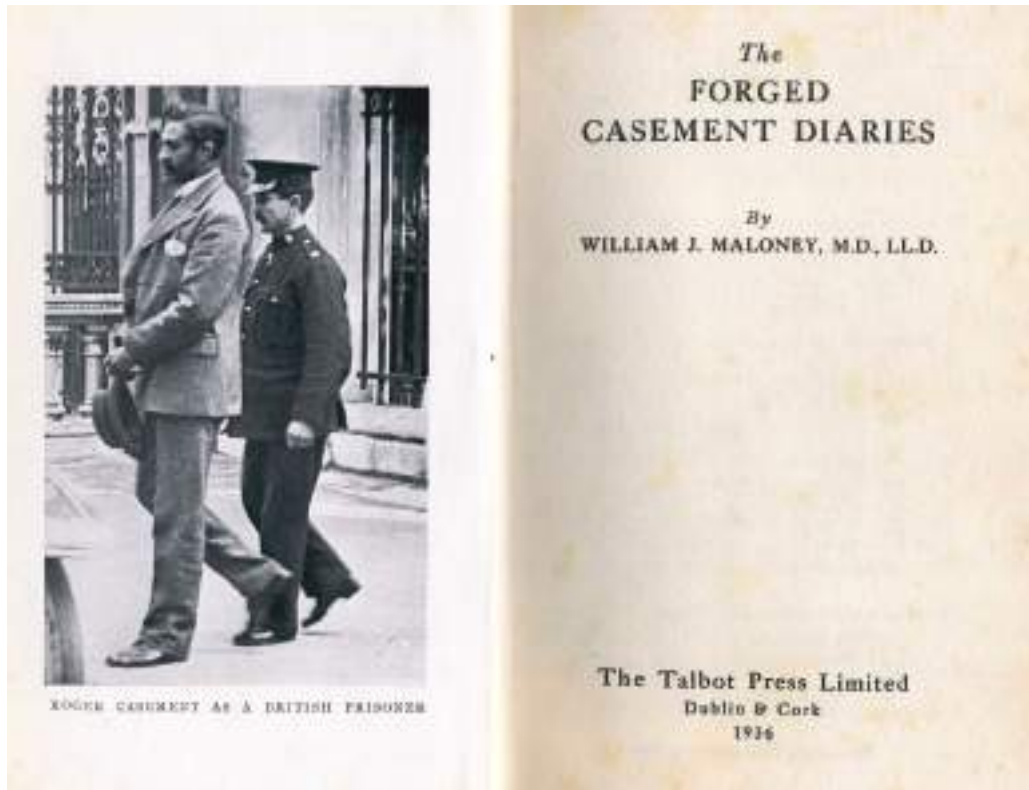 ROGER CASEMENT AS A BRITISH PRISONER
The
FORGED
CASEMENT DIARIES
By
WILLIAM J. MALONEY, M.D., LL.D.
The Talbot Press Limited
Dublin & Cork
1936